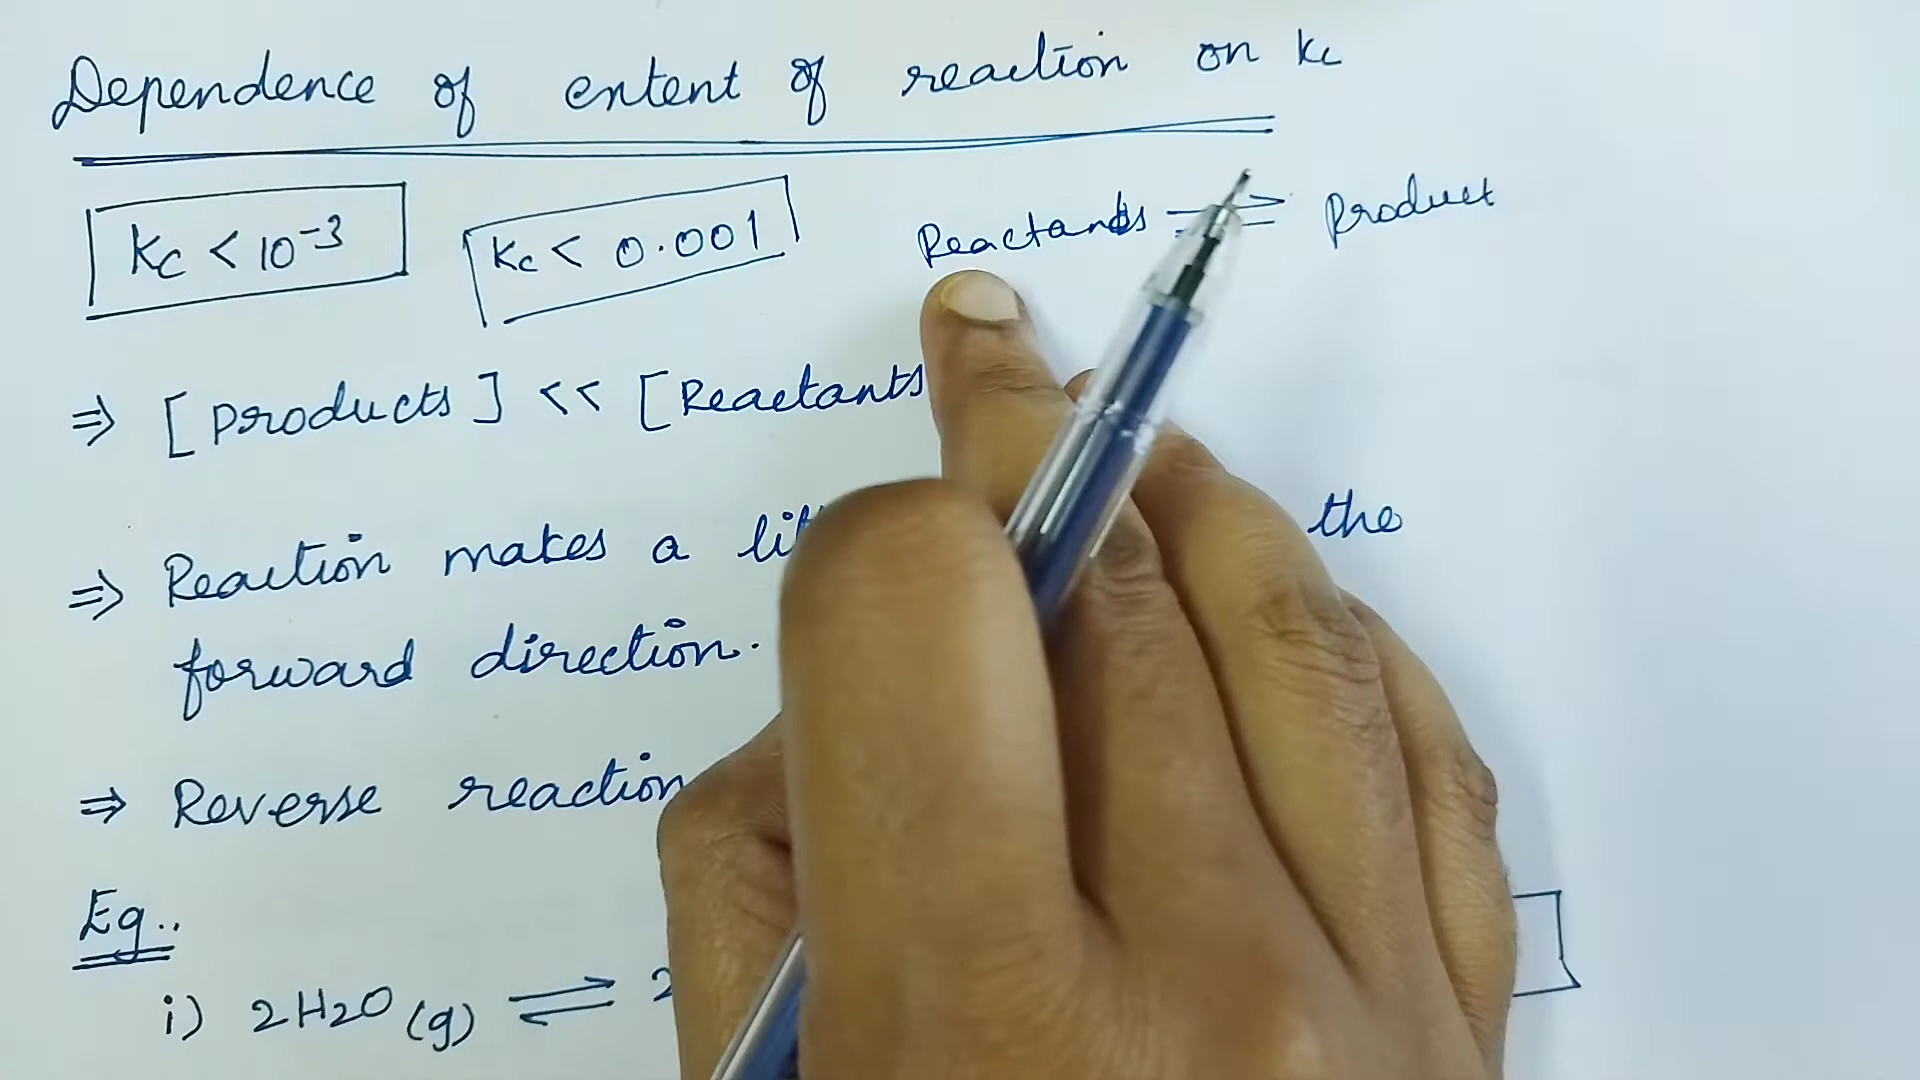 Dependence of extent of reaction on Kc
Kc < 10⁻³ Kc < 0.001 Reactants ⇌ Product
⇒ [Products] << [Reactants
⇒ Reaction makes a the
forward direction.
⇒ Reverse reaction
Eg..
i) 2H2O (g) ⇌ 2